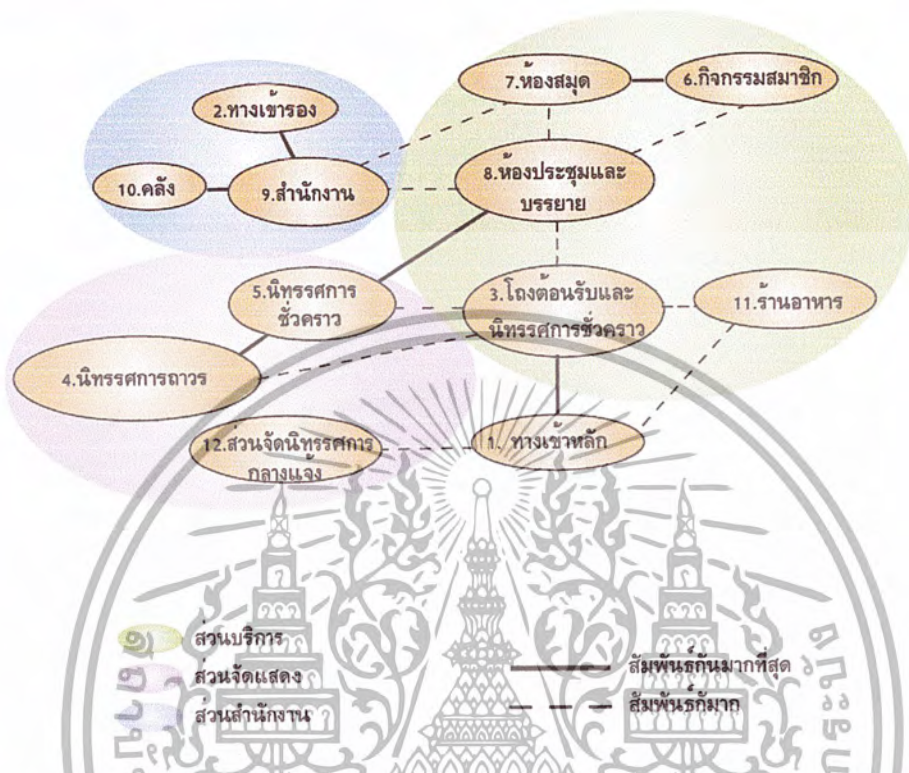 7.ห้องสมุด
6.กิจกรรมสมาชิก
2.ทางเข้ารอง
8.ห้องประชุมและ
บรรยาย
10.คลัง
9.สำนักงาน
5.นิทรรศการ
ชั่วคราว
3.โถงต้อนรับและ
นิทรรศการชั่วคราว
11.ร้านอาหาร
4.นิทรรศการถาวร
12.ส่วนจัดนิทรรศการ
กลางแจ้ง
1. ทางเข้าหลัก
ส่วนบริการ
ส่วนจัดแสดง
ส่วนสำนักงาน
สัมพันธ์กันมากที่สุด
สัมพันธ์กัมาก